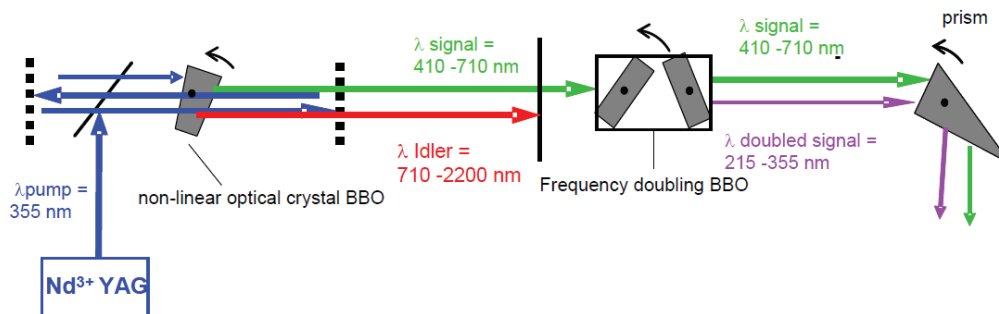 prism
λ signal =
410 -710 nm
λ signal =
410 -710 nm
λ Idler =
710 -2200 nm
λ doubled signal =
215 -355 nm
Frequency doubling BBO
non-linear optical crystal BBO
λpump =
355 nm
Nd³⁺ YAG